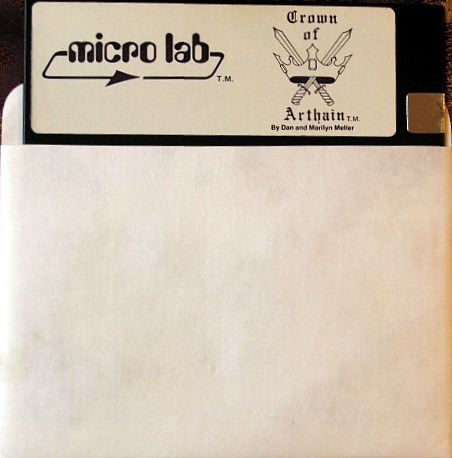 micro lab
T.M.
Crown
of
Arthain T.M.
By Dan and Marilyn Meller